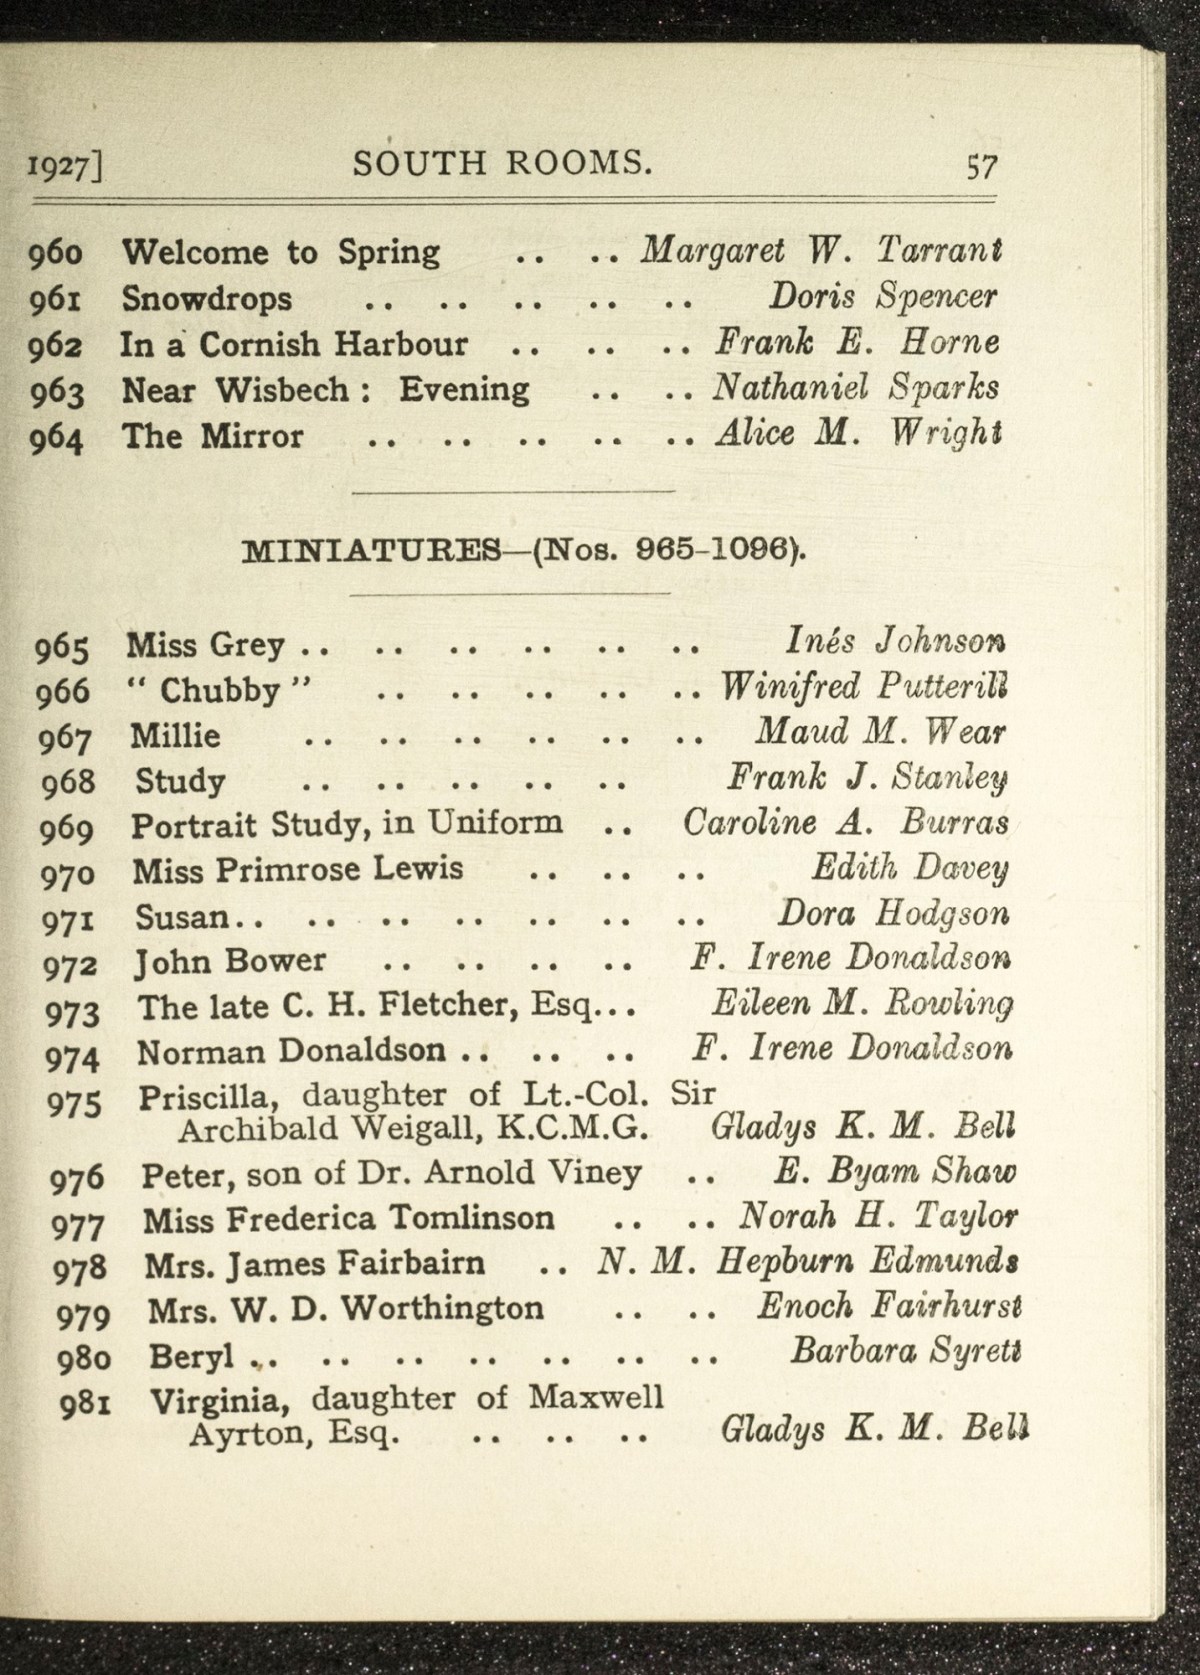 1927] SOUTH ROOMS. 57
960 Welcome to Spring .. .. Margaret W. Tarrant
961 Snowdrops .. .. .. .. .. Doris Spencer
962 In a Cornish Harbour .. .. .. Frank E. Horne
963 Near Wisbech: Evening .. .. Nathaniel Sparks
964 The Mirror .. .. .. .. .. Alice M. Wright
MINIATURES—(Nos. 965-1096).
965 Miss Grey .. .. .. .. .. .. Inés Johnson
966 “ Chubby ” .. .. .. .. .. Winifred Putterill
967 Millie .. .. .. .. .. .. Maud M. Wear
968 Study .. .. .. .. .. Frank J. Stanley
969 Portrait Study, in Uniform .. Caroline A. Burras
970 Miss Primrose Lewis .. .. .. Edith Davey
971 Susan .. .. .. .. .. .. .. Dora Hodgson
972 John Bower .. .. .. .. F. Irene Donaldson
973 The late C. H. Fletcher, Esq... Eileen M. Rowling
974 Norman Donaldson .. .. .. F. Irene Donaldson
975 Priscilla, daughter of Lt.-Col. Sir
Archibald Weigall, K.C.M.G. Gladys K. M. Bell
976 Peter, son of Dr. Arnold Viney .. E. Byam Shaw
977 Miss Frederica Tomlinson .. .. Norah H. Taylor
978 Mrs. James Fairbairn .. N. M. Hepburn Edmunds
979 Mrs. W. D. Worthington .. .. Enoch Fairhurst
980 Beryl .. .. .. .. .. .. .. Barbara Syrett
981 Virginia, daughter of Maxwell
Ayrton, Esq. .. .. .. Gladys K. M. Bell